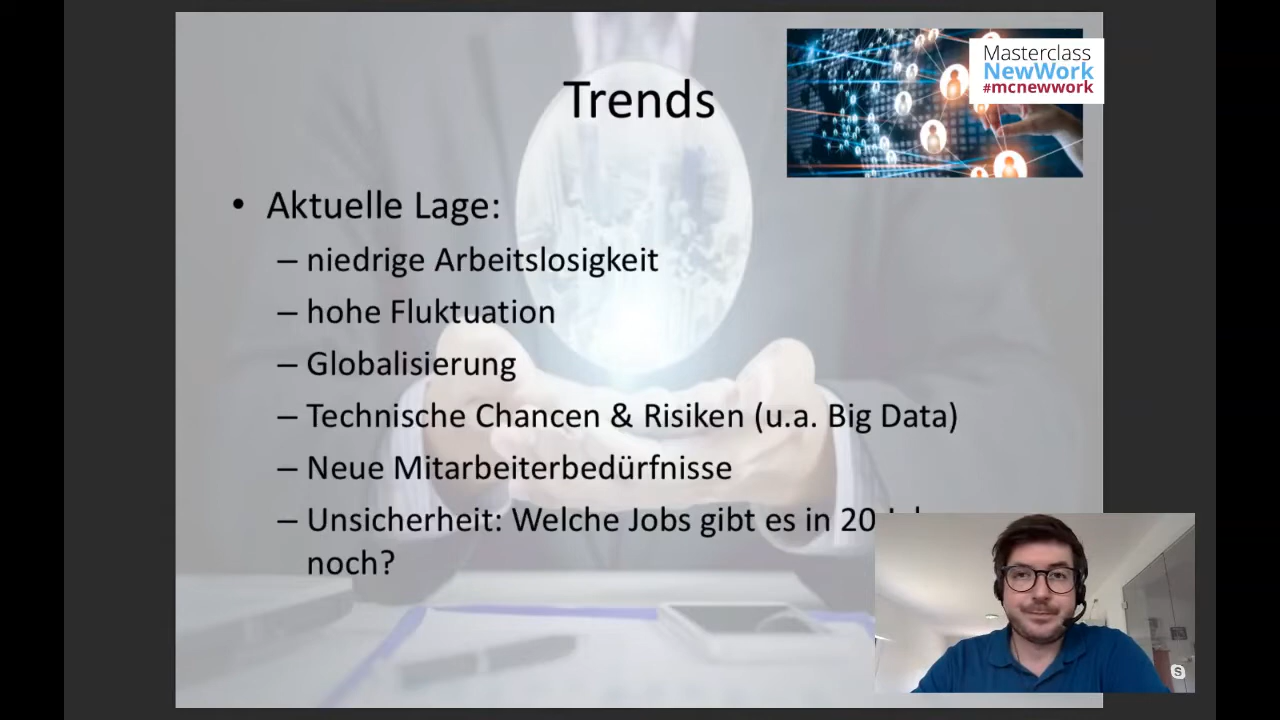 Masterclass
NewWork
#mcnewwork
Trends
• Aktuelle Lage:
– niedrige Arbeitslosigkeit
– hohe Fluktuation
– Globalisierung
– Technische Chancen & Risiken (u.a. Big Data)
– Neue Mitarbeiterbedürfnisse
– Unsicherheit: Welche Jobs gibt es in 20
noch?